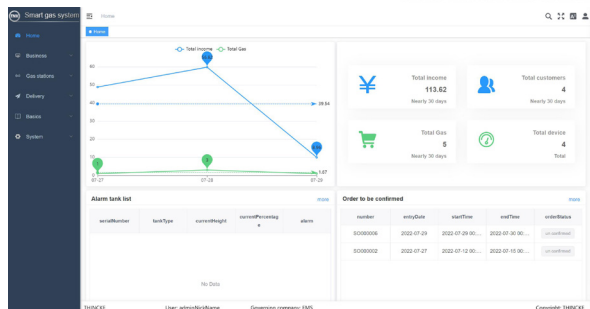 Smart gas system
Home
Home
Home
Business
Gas stations
Delivery
Basics
System
Total Income
Total Gas
60
50
40
30
20
10
0
39.54
1.67
07-27
07-28
07-29
Total income
113.62
Nearly 30 days
Total customers
4
Nearly 30 days
Total Gas
5
Nearly 30 days
Total device
4
Total
Alarm tank list
more
serialNumber tankType currentHeight currentPercentag alarm
e
No Data
Order to be confirmed
more
number entryDate startTime endTime orderStatus
SO080006 2022-07-29 2022-07-29 00:... 2022-07-30 00:... un confirmed
SO080002 2022-07-27 2022-07-12 00:... 2022-07-15 00:... un confirmed
THINCKE User: adminNickName Governing company: EMS Copyright: THINCKE